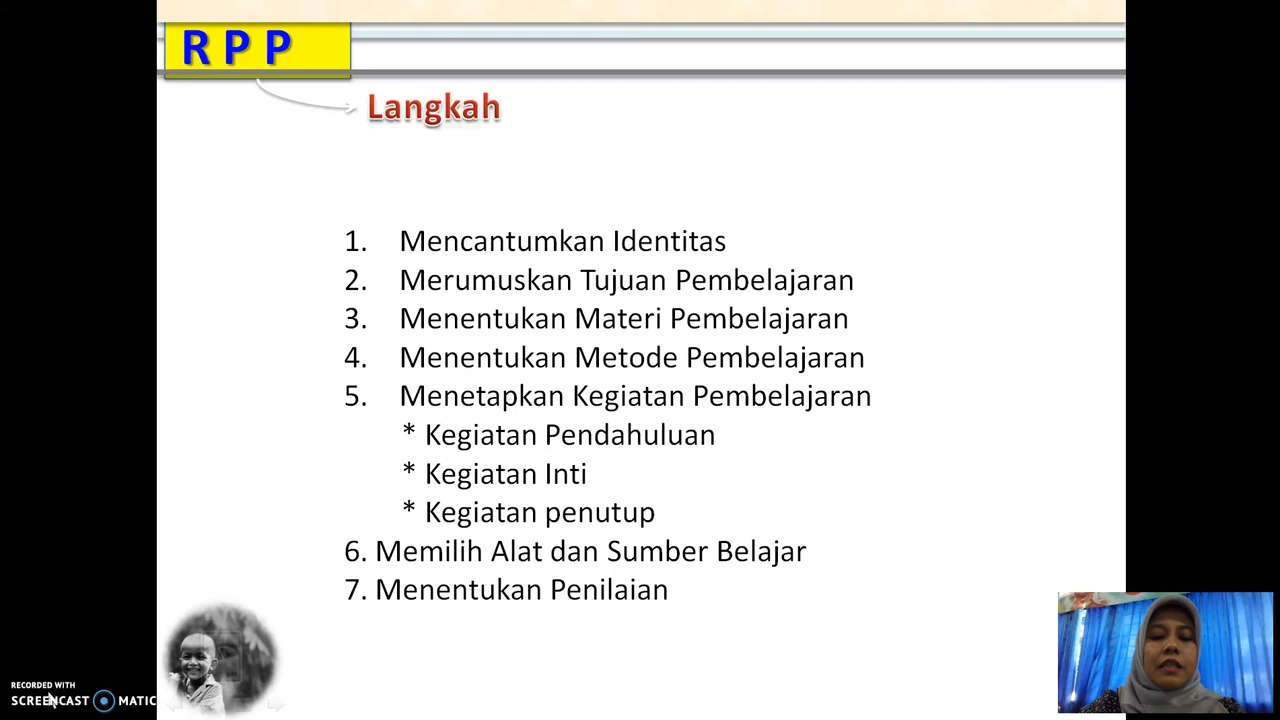 R P P
Langkah
1. Mencantumkan Identitas
2. Merumuskan Tujuan Pembelajaran
3. Menentukan Materi Pembelajaran
4. Menentukan Metode Pembelajaran
5. Menetapkan Kegiatan Pembelajaran
* Kegiatan Pendahuluan
* Kegiatan Inti
* Kegiatan penutup
6. Memilih Alat dan Sumber Belajar
7. Menentukan Penilaian
RECORDED WITH
SCREENCAST MATIC